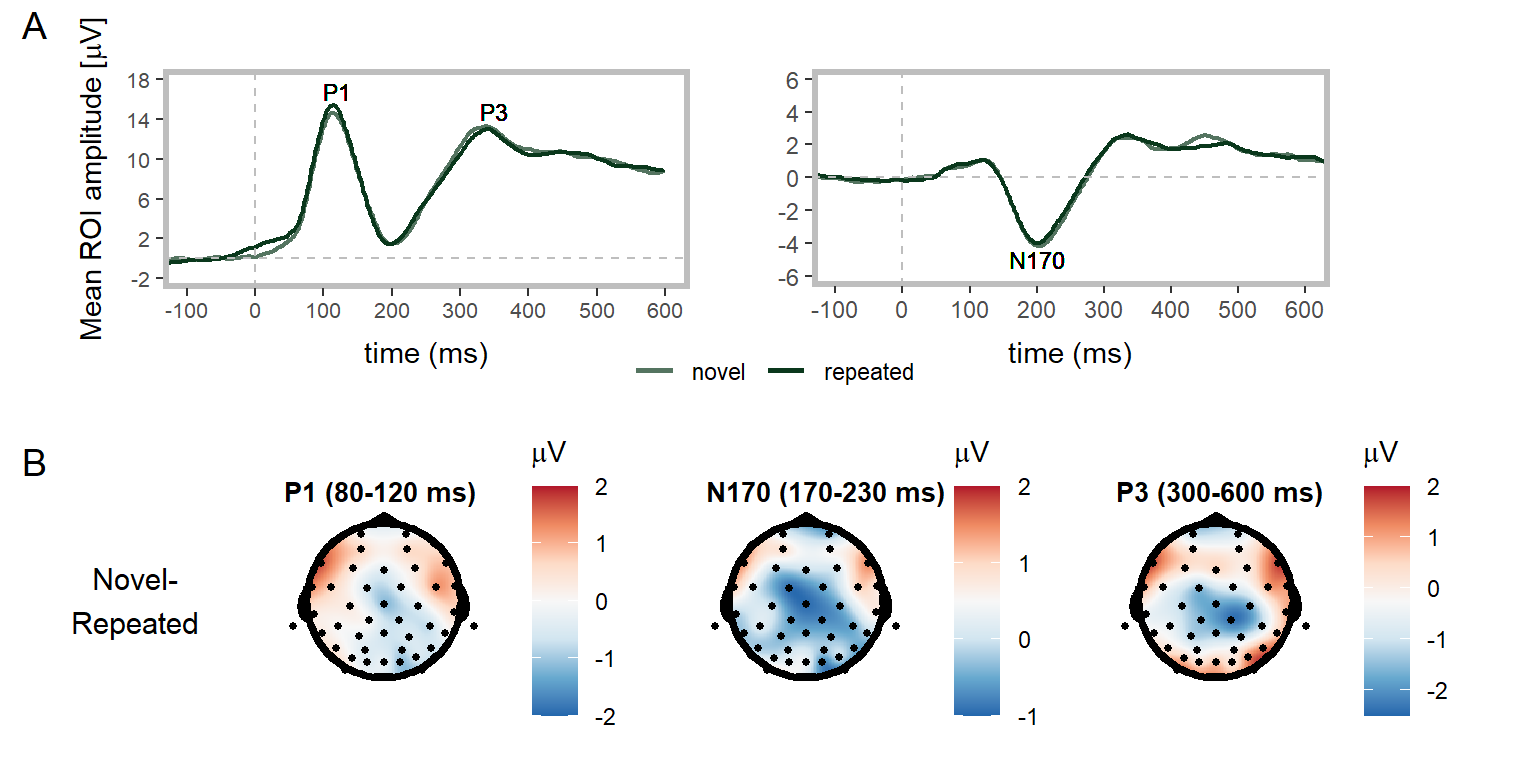 A
Mean ROI amplitude [μV]
18
14
10
6
2
-2
P1
P3
-100 0 100 200 300 400 500 600
time (ms)
6
4
2
0
-2
-4
-6
N170
-100 0 100 200 300 400 500 600
time (ms)
novel repeated
B
Novel-
Repeated
P1 (80-120 ms)
μV
2
1
0
-1
-2
N170 (170-230 ms)
μV
2
1
0
-1
P3 (300-600 ms)
μV
2
1
0
-1
-2